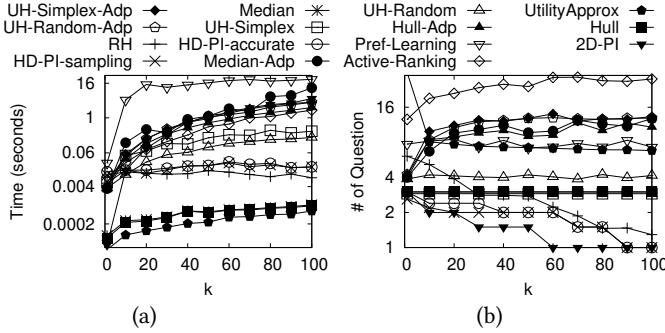 UH-Simplex-Adp Median UH-Random UtilityApprox
UH-Random-Adp UH-Simplex Hull-Adp Hull
RH HD-PI-accurate Pref-Learning 2D-PI
HD-PI-sampling Median-Adp Active-Ranking
Time (seconds)
16
1
0.06
0.004
0.0002
0 20 40 60 80 100
k
(a)
# of Question
16
4
2
1
0 20 40 60 80 100
k
(b)